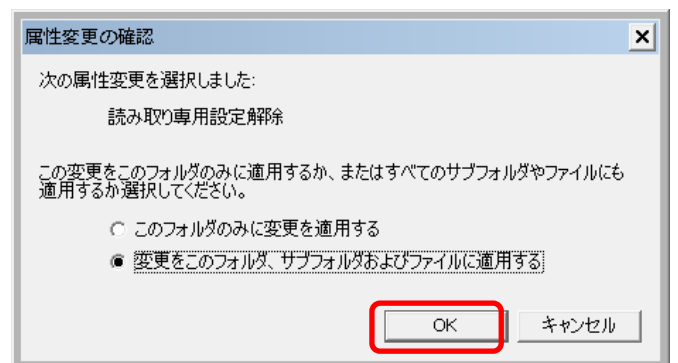 属性変更の確認
次の属性変更を選択しました:
読み取り専用設定解除
この変更をこのフォルダのみに適用するか、またはすべてのサブフォルダやファイルにも
適用するか選択してください。
このフォルダのみに変更を適用する
変更をこのフォルダ、サブフォルダおよびファイルに適用する
OK キャンセル